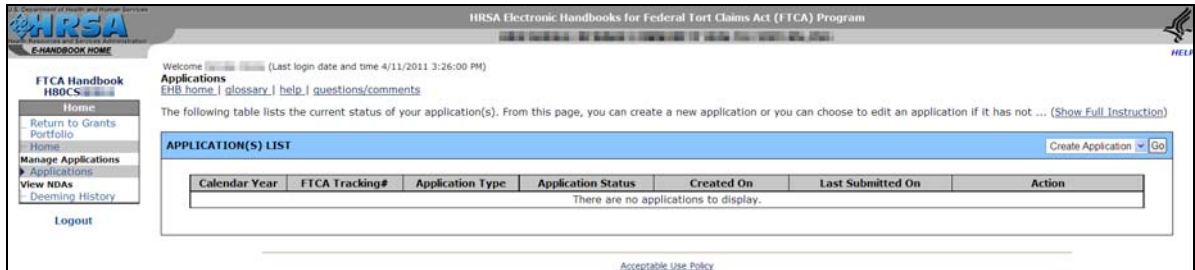 U.S. Department of Health and Human Services
HRSA
Health Resources and Services Administration
E-HANDBOOK HOME
HRSA Electronic Handbooks for Federal Tort Claims Act (FTCA) Program
HELP
FTCA Handbook
H80CS
Home
Return to Grants
Portfolio
Home
Manage Applications
Applications
View NDAs
Deeming History
Logout
Welcome (Last login date and time 4/11/2011 3:26:00 PM)
Applications
EHB home | glossary | help | questions/comments
The following table lists the current status of your application(s). From this page, you can create a new application or you can choose to edit an application if it has not ... (Show Full Instruction)
APPLICATION(S) LIST
Create Application Go
Calendar Year FTCA Tracking# Application Type Application Status Created On Last Submitted On Action
There are no applications to display.
Acceptable Use Policy